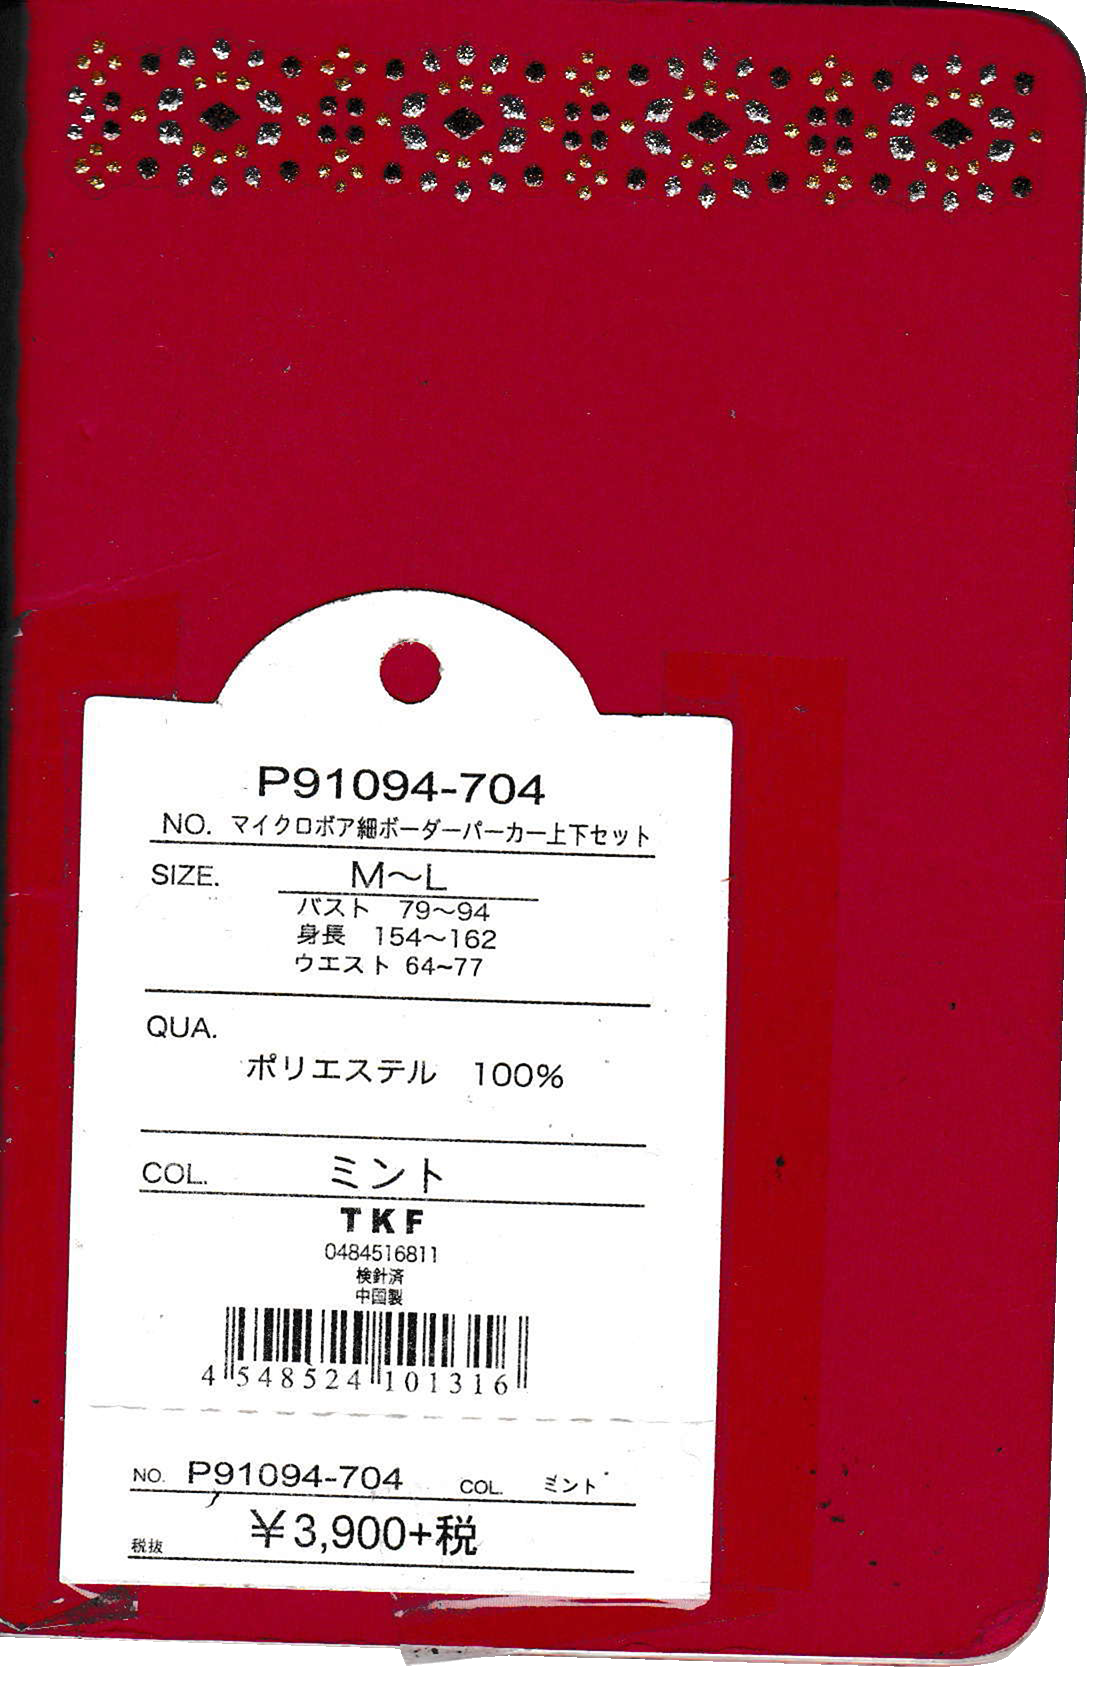 P91094-704
NO. マイクロボア細ボーダーパーカー上下セット
SIZE. M～L
バスト 79～94
身長 154～162
ウエスト 64~77
QUA.
ポリエステル 100%
COL. ミント
TKF
0484516811
検針済
中国製
4 548524 101316
NO. P91094-704 COL. ミント
税抜 ￥3,900+税